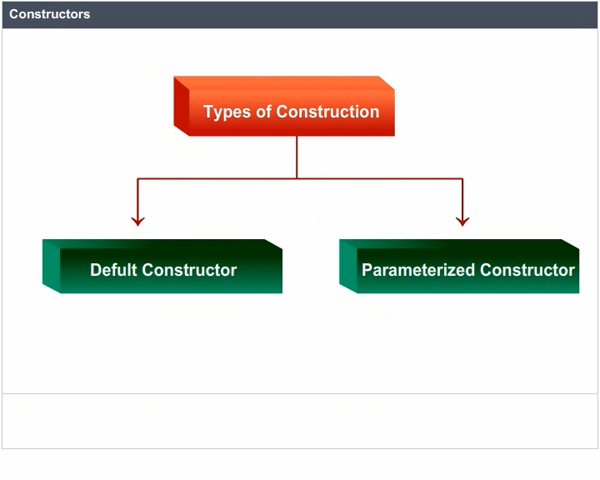 Constructors
Types of Construction
Defult Constructor
Parameterized Constructor